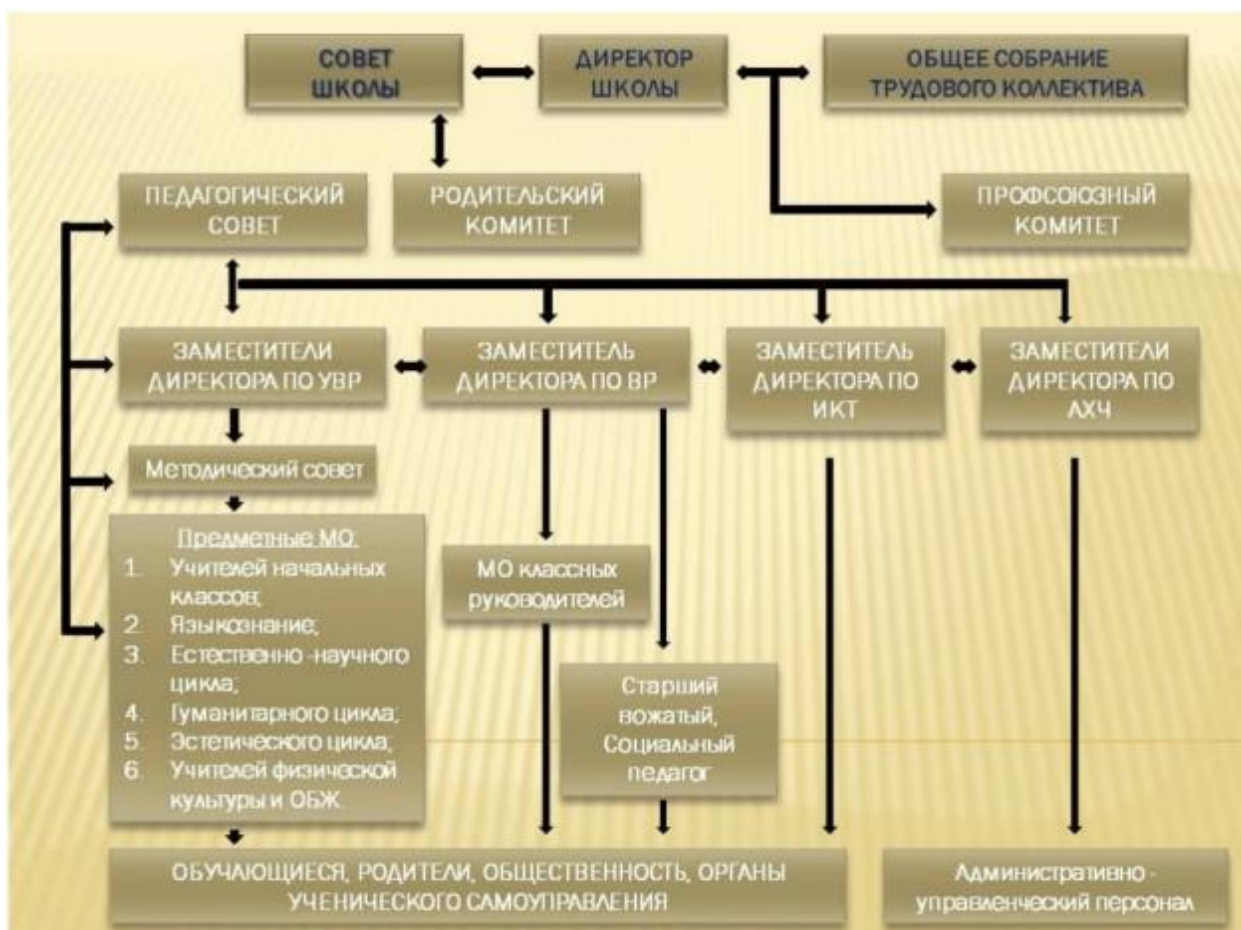 СОВЕТ
ШКОЛЫ
ДИРЕКТОР
ШКОЛЫ
ОБЩЕЕ СОБРАНИЕ
ТРУДОВОГО КОЛЛЕКТИВА
ПЕДАГОГИЧЕСКИЙ
СОВЕТ
РОДИТЕЛЬСКИЙ
КОМИТЕТ
ПРОФСОЮЗНЫЙ
КОМИТЕТ
ЗАМЕСТИТЕЛИ
ДИРЕКТОРА ПО УВР
ЗАМЕСТИТЕЛЬ
ДИРЕКТОРА ПО ВР
ЗАМЕСТИТЕЛЬ
ДИРЕКТОРА ПО
ИКТ
ЗАМЕСТИТЕЛИ
ДИРЕКТОРА ПО
АХЧ
Методический совет
Предметные МО:
1. Учителей начальных
классов;
2. Языкознание;
3. Естественно -научного
цикла;
4. Гуманитарного цикла;
5. Эстетического цикла;
6. Учителей физической
культуры и ОБЖ.
МО классных
руководителей
Старший
вожатый,
Социальный
педагог
ОБУЧАЮЩИЕСЯ, РОДИТЕЛИ, ОБЩЕСТВЕННОСТЬ, ОРГАНЫ
УЧЕНИЧЕСКОГО САМОУПРАВЛЕНИЯ
Административно -
управленческий персонал